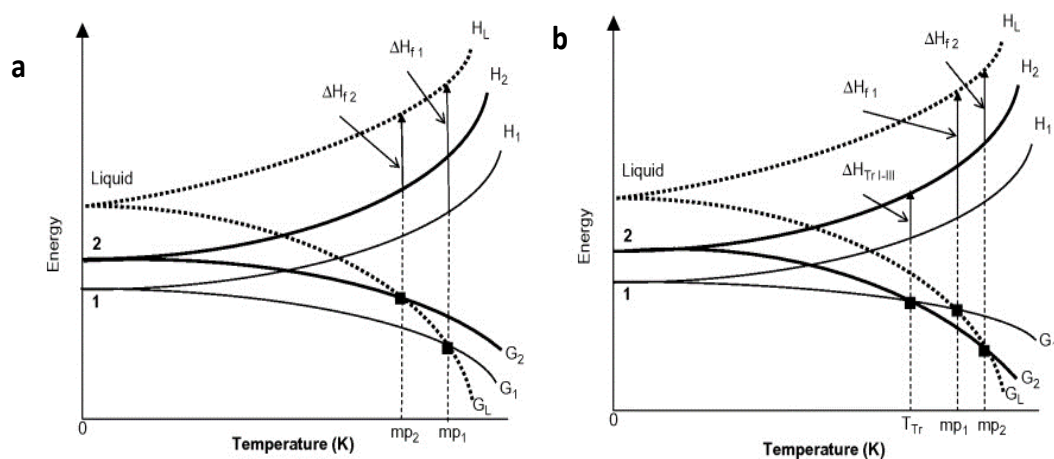 a
Energy
Liquid
2
1
ΔHf 2
ΔHf 1
HL
H2
H1
G2
G1
GL
0
mp2
mp1
Temperature (K)
b
Energy
Liquid
2
1
ΔHTr I-III
ΔHf 1
ΔHf 2
HL
H2
H1
G2
GL
0
TTr
mp1
mp2
Temperature (K)